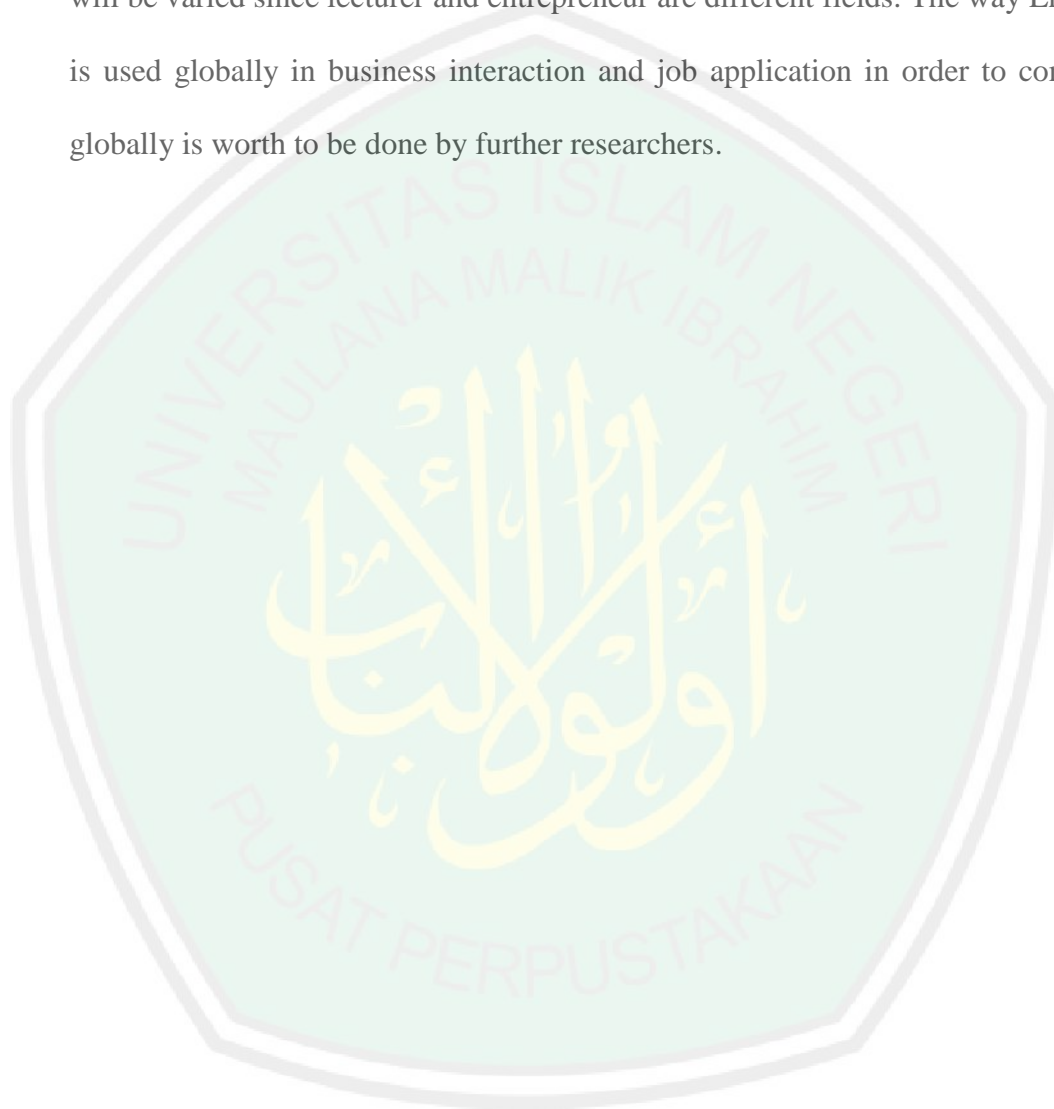 will be varied since lecturer and entrepreneur are different fields. The way
is used globally in business interaction and job application in order to
globally is worth to be done by further researchers.
UNIVERSITAS ISLAM NEGERI
MAULANA MALIK IBRAHIM
أولوا الألباب
PUSAT PERPUSTAKAAN